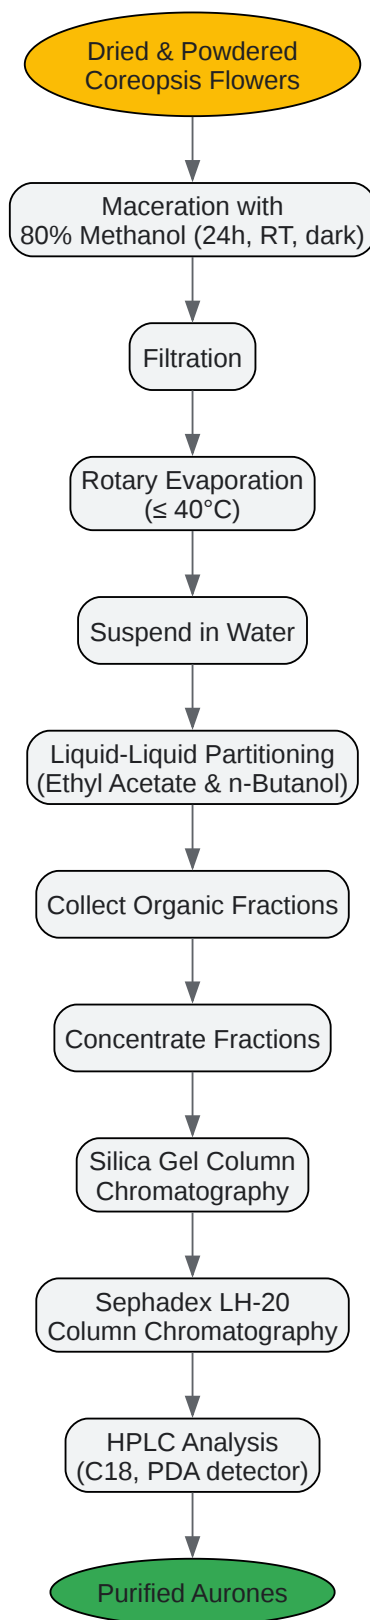 Dried & Powdered
Coreopsis Flowers
Maceration with
80% Methanol (24h, RT, dark)
Filtration
Rotary Evaporation
(≤ 40°C)
Suspend in Water
Liquid-Liquid Partitioning
(Ethyl Acetate & n-Butanol)
Collect Organic Fractions
Concentrate Fractions
Silica Gel Column
Chromatography
Sephadex LH-20
Column Chromatography
HPLC Analysis
(C18, PDA detector)
Purified Aurones